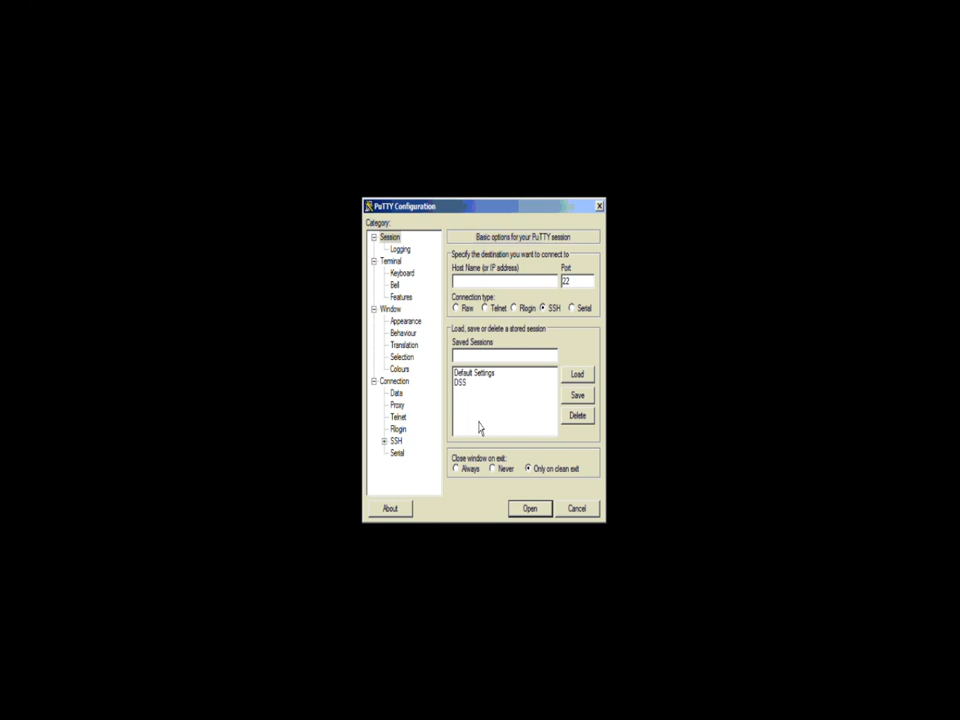 PuTTY Configuration
Category:
Session
Logging
Terminal
Keyboard
Bell
Features
Window
Appearance
Behaviour
Translation
Selection
Colours
Connection
Data
Proxy
Telnet
Rlogin
SSH
Serial
Basic options for your PuTTY session
Specify the destination you want to connect to
Host Name (or IP address) Port
22
Connection type:
Raw Telnet Rlogin SSH Serial
Load, save or delete a stored session
Saved Sessions
Default Settings
DSS
Load
Save
Delete
Close window on exit:
Always Never Only on clean exit
About Open Cancel